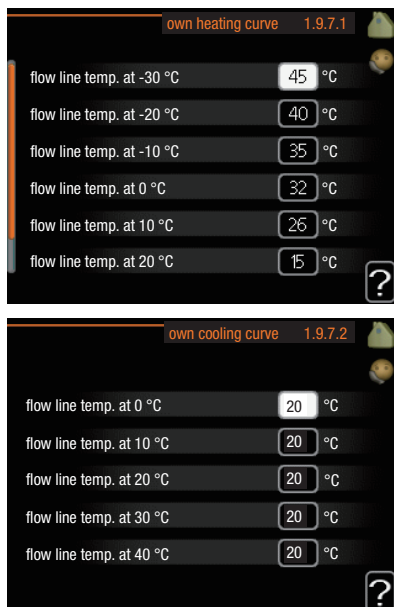 own heating curve 1.9.7.1
flow line temp. at -30 °C 45 °C
flow line temp. at -20 °C 40 °C
flow line temp. at -10 °C 35 °C
flow line temp. at 0 °C 32 °C
flow line temp. at 10 °C 26 °C
flow line temp. at 20 °C 15 °C
?
own cooling curve 1.9.7.2
flow line temp. at 0 °C 20 °C
flow line temp. at 10 °C 20 °C
flow line temp. at 20 °C 20 °C
flow line temp. at 30 °C 20 °C
flow line temp. at 40 °C 20 °C
?